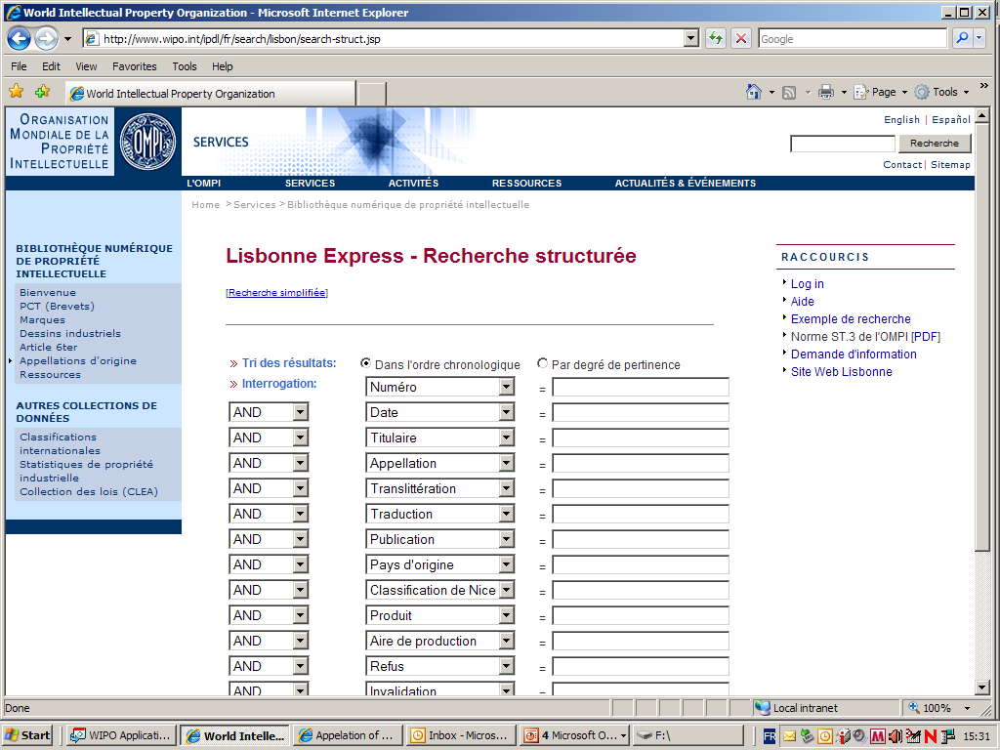 World Intellectual Property Organization - Microsoft Internet Explorer
http://www.wipo.int/ipdl/fr/search/lisbon/search-struct.jsp
Google
File Edit View Favorites Tools Help
World Intellectual Property Organization
Page Tools »
ORGANISATION
MONDIALE DE LA
PROPRIÉTÉ
INTELLECTUELLE
OMPI
SERVICES
English | Español
Recherche
Contact | Sitemap
L'OMPI SERVICES ACTIVITÉS RESSOURCES ACTUALITÉS & ÉVÉNEMENTS
Home > Services > Bibliothèque numérique de propriété intellectuelle
BIBLIOTHÈQUE NUMÉRIQUE
DE PROPRIÉTÉ
INTELLECTUELLE
Bienvenue
PCT (Brevets)
Marques
Dessins industriels
Article 6ter
Appellations d'origine
Ressources
AUTRES COLLECTIONS DE
DONNÉES
Classifications
internationales
Statistiques de propriété
industrielle
Collection des lois (CLEA)
Lisbonne Express - Recherche structurée
[Recherche simplifiée]
» Tri des résultats: Dans l'ordre chronologique Par degré de pertinence
» Interrogation: Numéro =
AND Date =
AND Titulaire =
AND Appellation =
AND Translittération =
AND Traduction =
AND Publication =
AND Pays d'origine =
AND Classification de Nice =
AND Produit =
AND Aire de production =
AND Refus =
AND Invalidation =
RACCOURCIS
Log in
Aide
Exemple de recherche
Norme ST.3 de l'OMPI [PDF]
Demande d'information
Site Web Lisbonne
Done Local intranet 100%
Start WIPO Applicati... World Intelle... Appelation of ... Inbox - Micros... 4 Microsoft O... F:\ FR 15:31